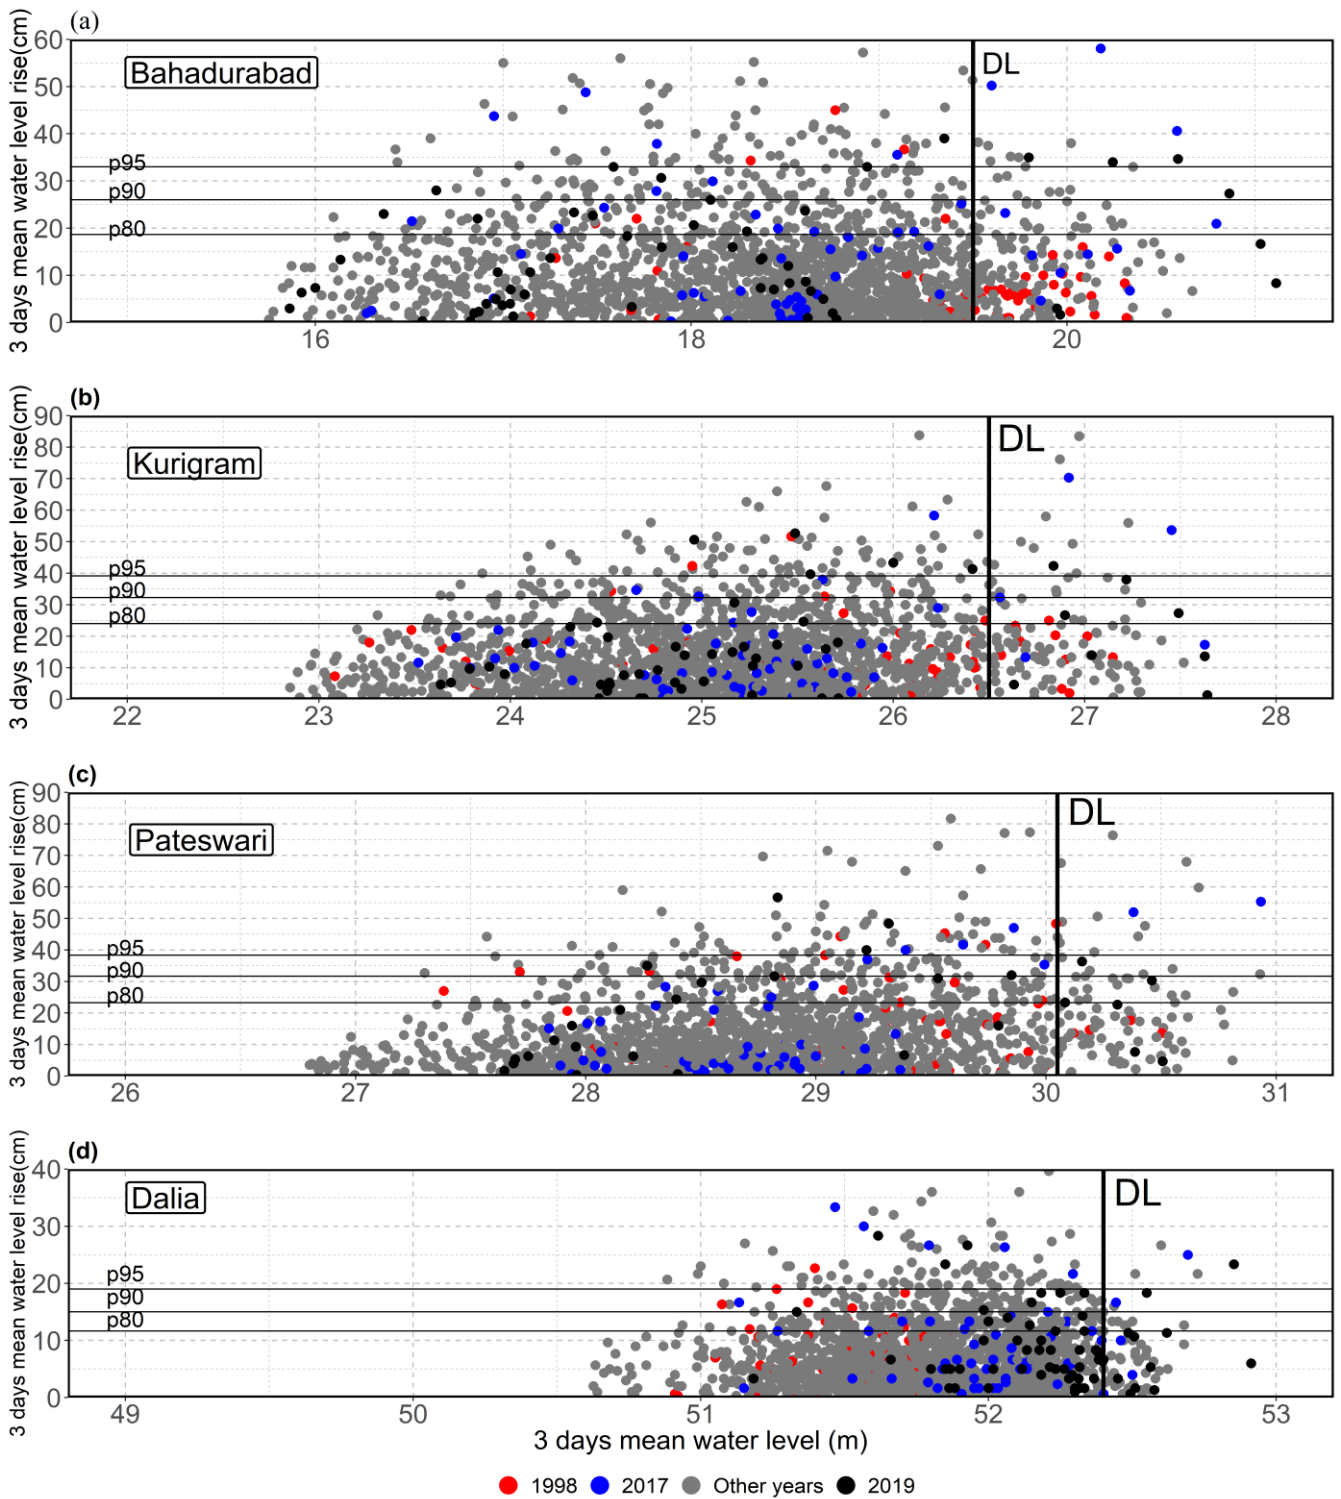 (a)
3 days mean water level rise(cm)
60
50
40
30
20
10
0
Bahadurabad
DL
p95
p90
p80
16 18 20
(b)
3 days mean water level rise(cm)
90
80
70
60
50
40
30
20
10
0
Kurigram
DL
p95
p90
p80
22 23 24 25 26 27 28
(c)
3 days mean water level rise(cm)
90
80
70
60
50
40
30
20
10
0
Pateswari
DL
p95
p90
p80
26 27 28 29 30 31
(d)
3 days mean water level rise(cm)
40
30
20
10
0
Dalia
DL
p95
p90
p80
49 50 51 52 53
3 days mean water level (m)
1998 2017 Other years 2019